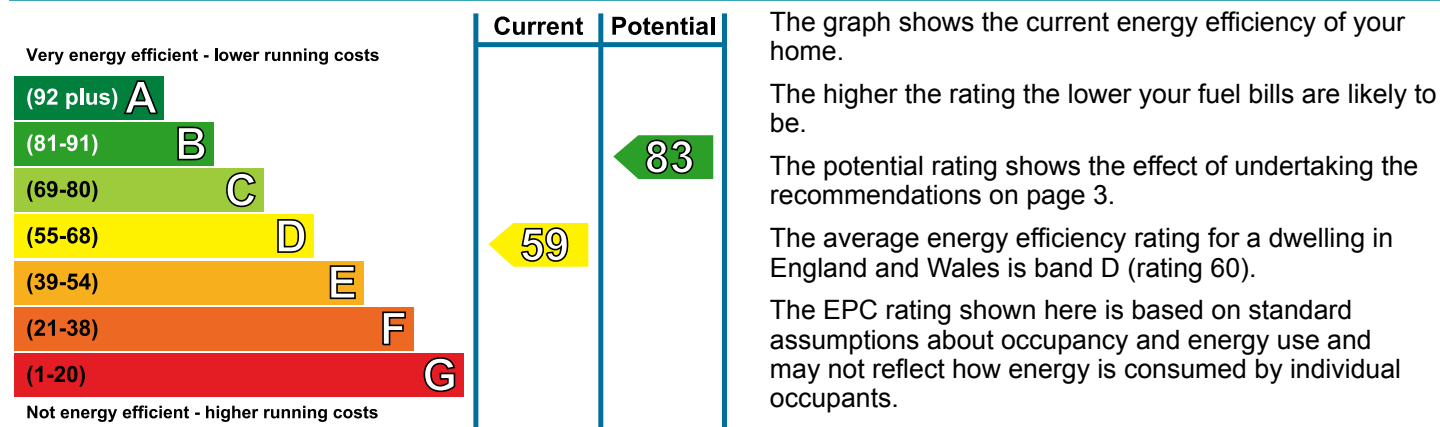 Current Potential
Very energy efficient - lower running costs
(92 plus) A
(81-91) B
(69-80) C
(55-68) D
(39-54) E
(21-38) F
(1-20) G
Not energy efficient - higher running costs
59
83
The graph shows the current energy efficiency of your
home.
The higher the rating the lower your fuel bills are likely to
be.
The potential rating shows the effect of undertaking the
recommendations on page 3.
The average energy efficiency rating for a dwelling in
England and Wales is band D (rating 60).
The EPC rating shown here is based on standard
assumptions about occupancy and energy use and
may not reflect how energy is consumed by individual
occupants.